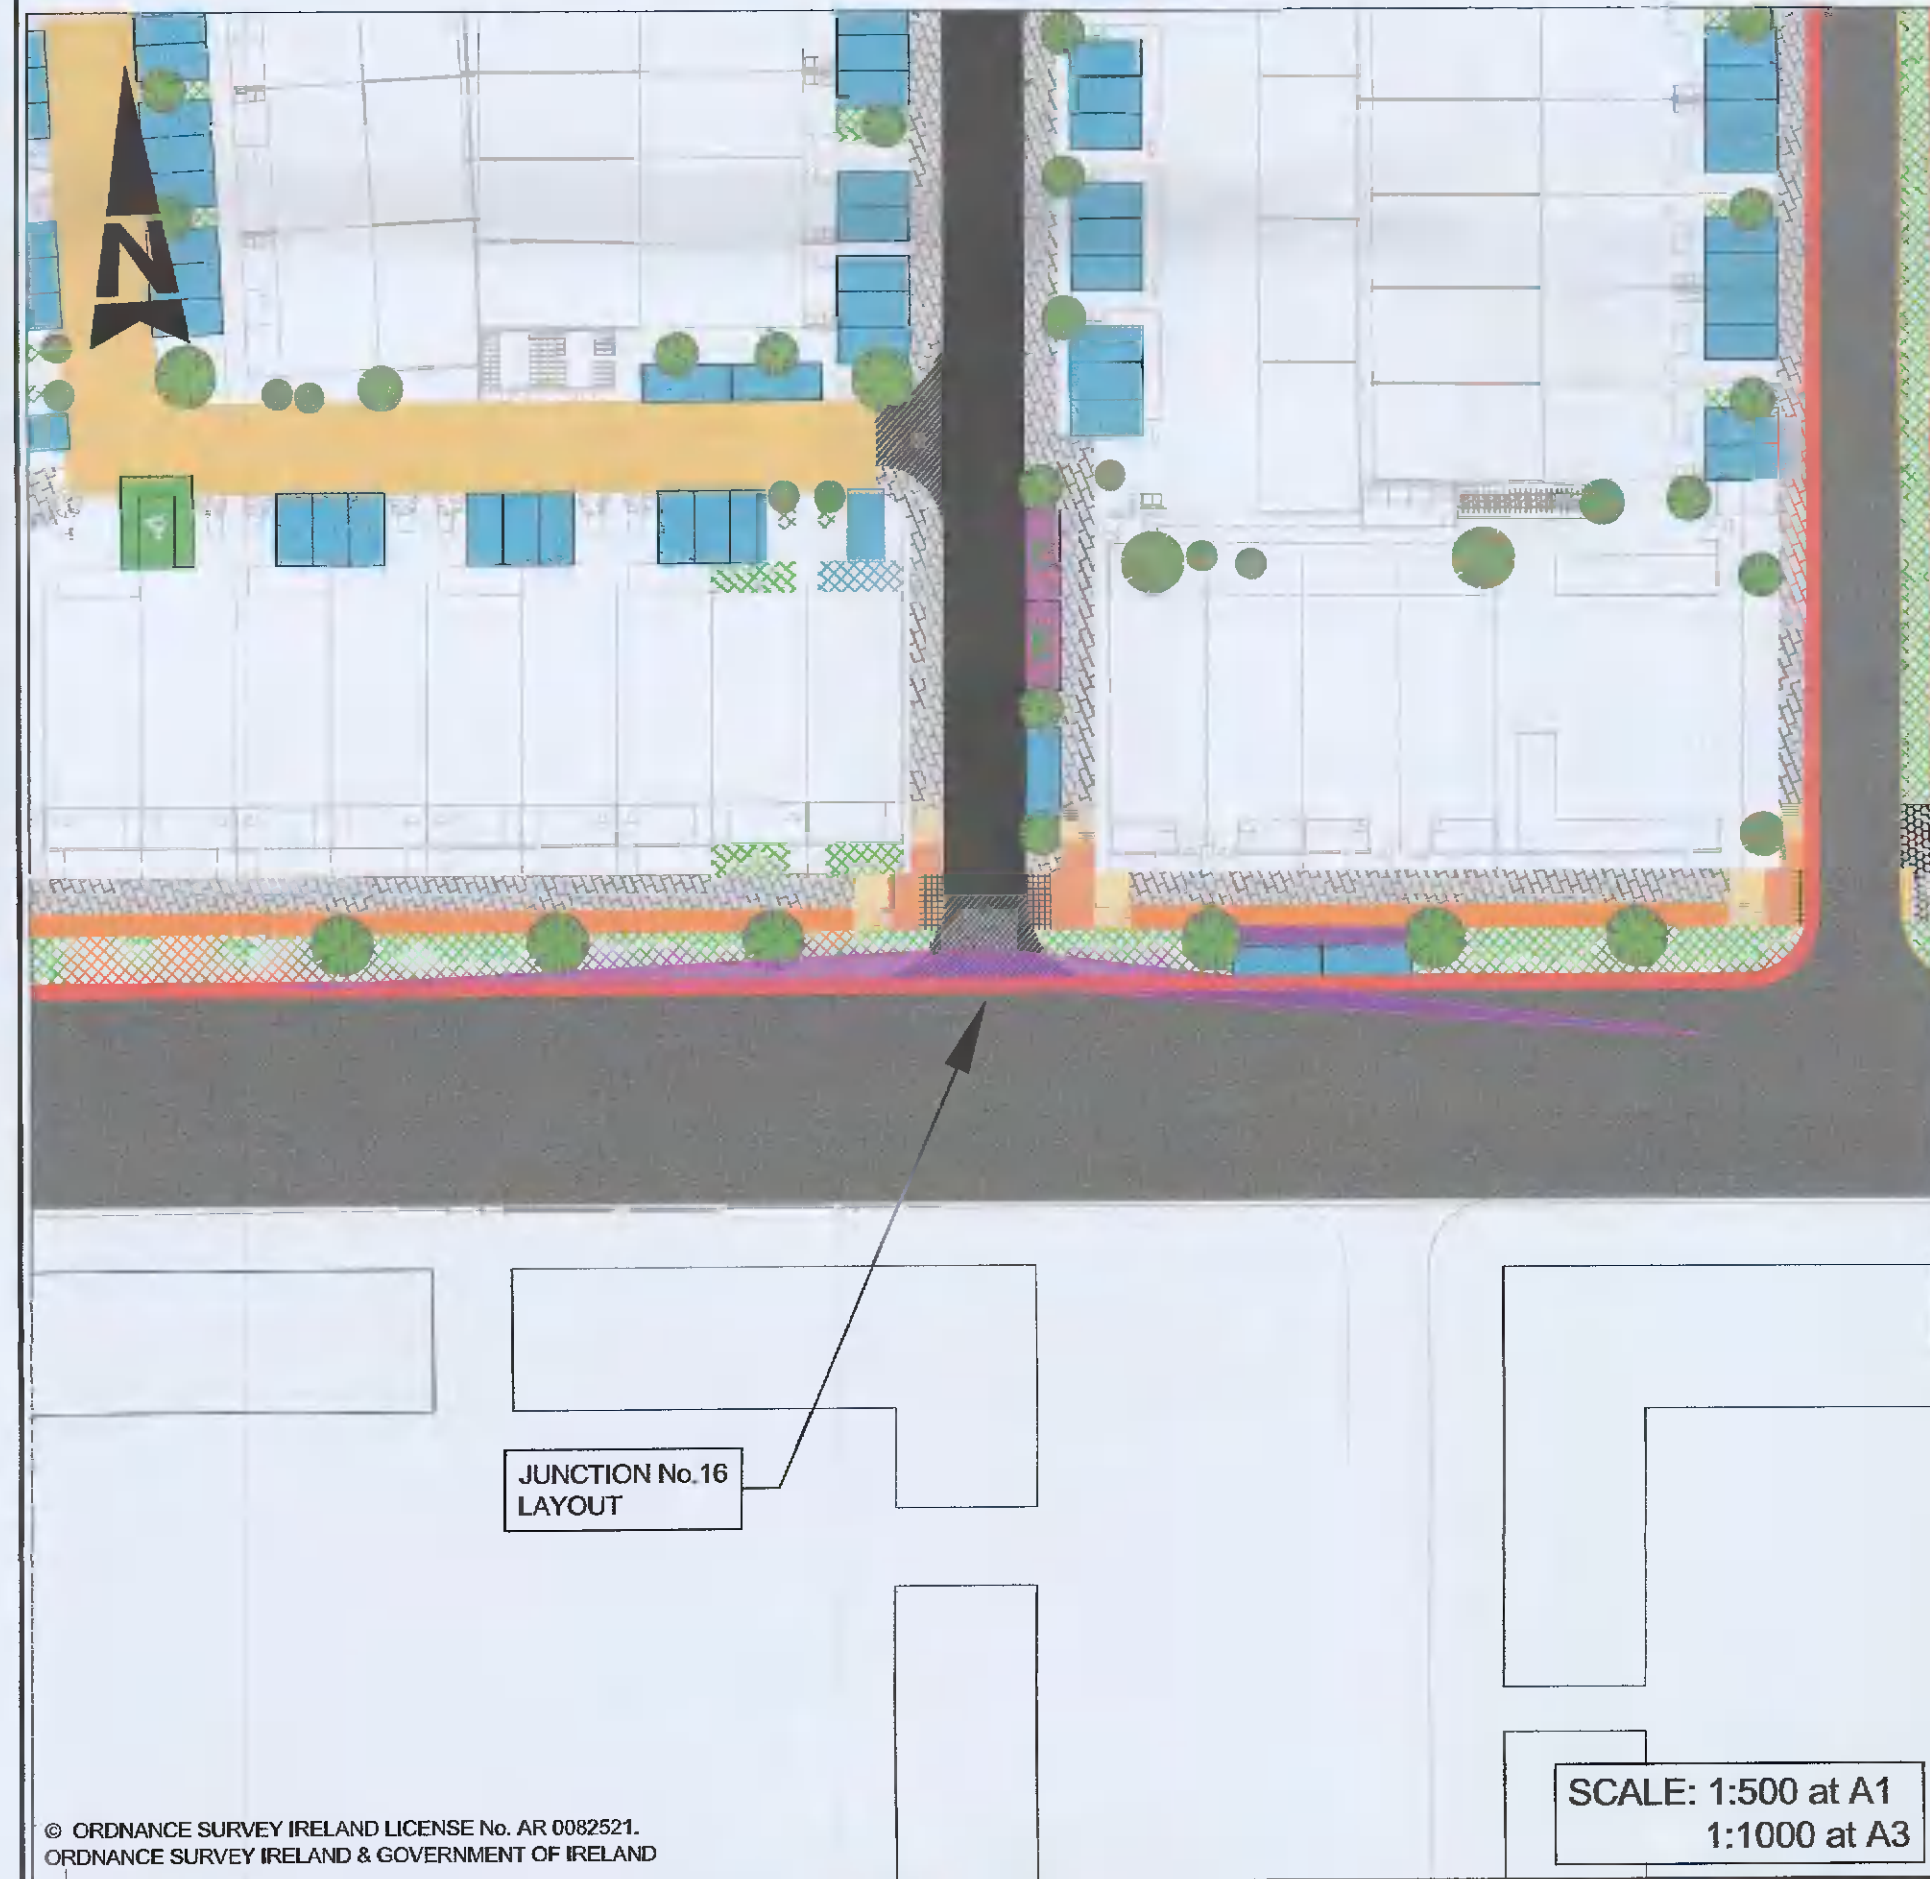 N
A
JUNCTION No.16
LAYOUT
SCALE: 1:500 at A1
1:1000 at A3
© ORDNANCE SURVEY IRELAND LICENSE No. AR 0082521.
ORDNANCE SURVEY IRELAND & GOVERNMENT OF IRELAND